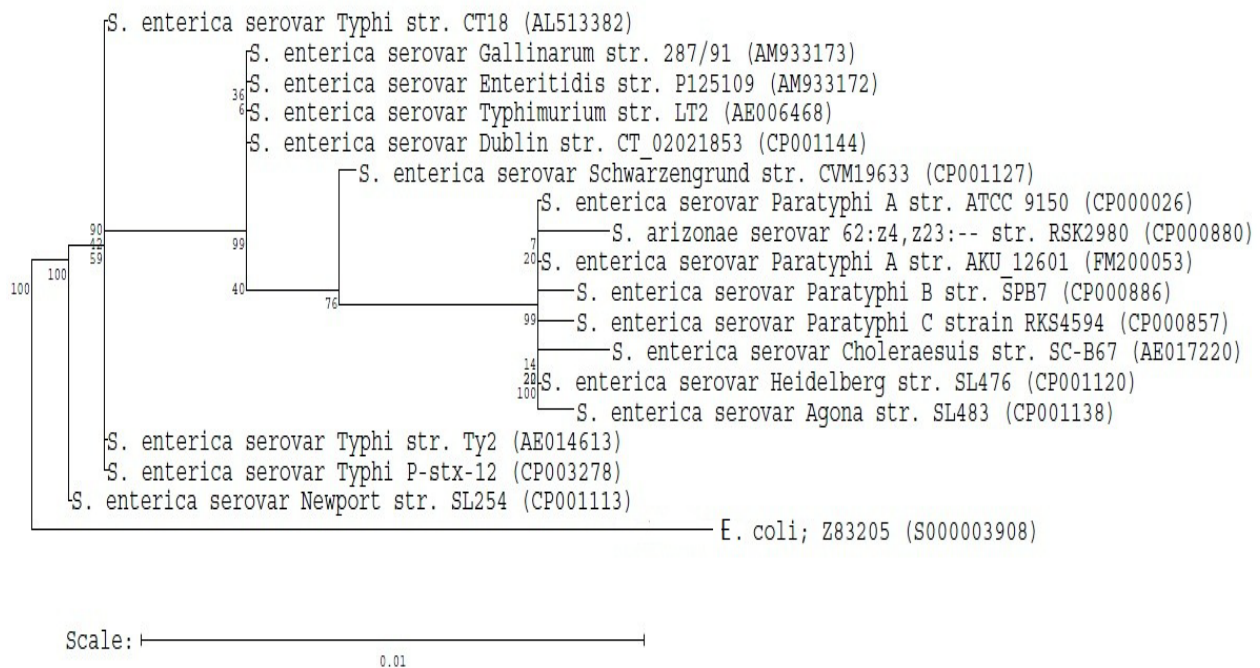 S. enterica serovar Typhi str. CT18 (AL513382)
S. enterica serovar Gallinarum str. 287/91 (AM933173)
S. enterica serovar Enteritidis str. P125109 (AM933172)
36
6
S. enterica serovar Typhimurium str. LT2 (AE006468)
S. enterica serovar Dublin str. CT_02021853 (CP001144)
S. enterica serovar Schwarzengrund str. CVM19633 (CP001127)
S. enterica serovar Paratyphi A str. ATCC 9150 (CP000026)
90
S. arizonae serovar 62:z4,z23:-- str. RSK2980 (CP000880)
42
99
7
59
20
S. enterica serovar Paratyphi A str. AKU_12601 (FM200053)
100
100
40
S. enterica serovar Paratyphi B str. SPB7 (CP000886)
76
99
S. enterica serovar Paratyphi C strain RKS4594 (CP000857)
S. enterica serovar Choleraesuis str. SC-B67 (AE017220)
14
S. enterica serovar Heidelberg str. SL476 (CP001120)
100
S. enterica serovar Agona str. SL483 (CP001138)
S. enterica serovar Typhi str. Ty2 (AE014613)
S. enterica serovar Typhi P-stx-12 (CP003278)
S. enterica serovar Newport str. SL254 (CP001113)
E. coli; Z83205 (S000003908)
Scale:
0.01